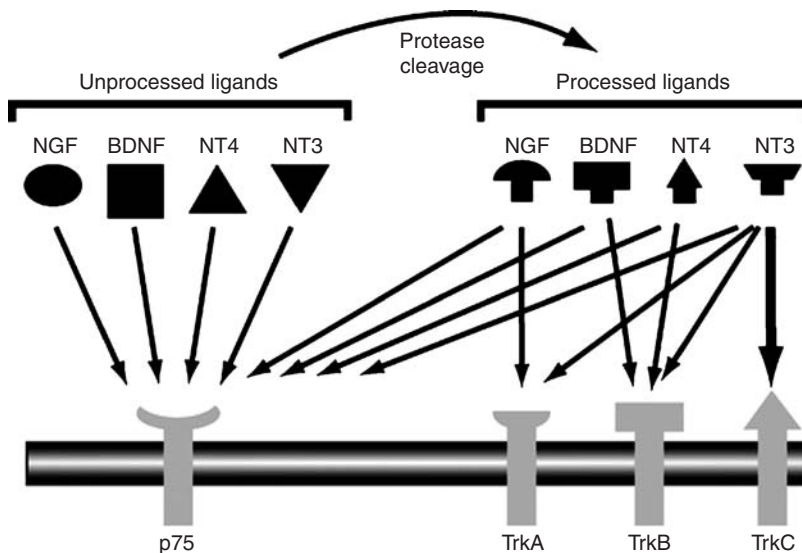 Protease
cleavage
Unprocessed ligands
Processed ligands
NGF BDNF NT4 NT3
NGF BDNF NT4 NT3
p75 TrkA TrkB TrkC